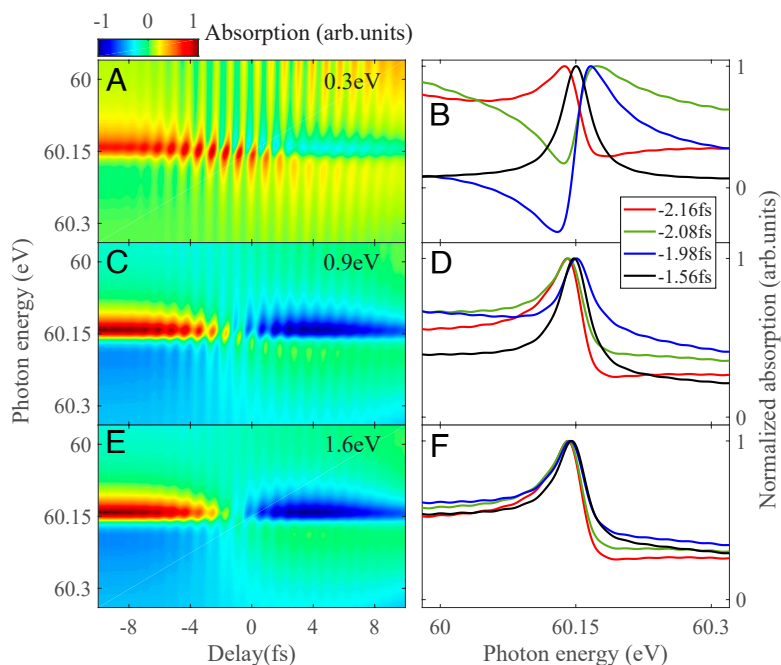 -1 0 1 Absorption (arb.units)
A 0.3eV
60
60.15
60.3
B
1
0
-2.16fs
-2.08fs
-1.98fs
-1.56fs
C 0.9eV
60
60.15
60.3
D
1
0
E 1.6eV
60
60.15
60.3
F
1
0
-8 -4 0 4 8
60 60.15 60.3
Delay(fs)
Photon energy (eV)
Photon energy (eV)
Normalized absorption (arb.units)